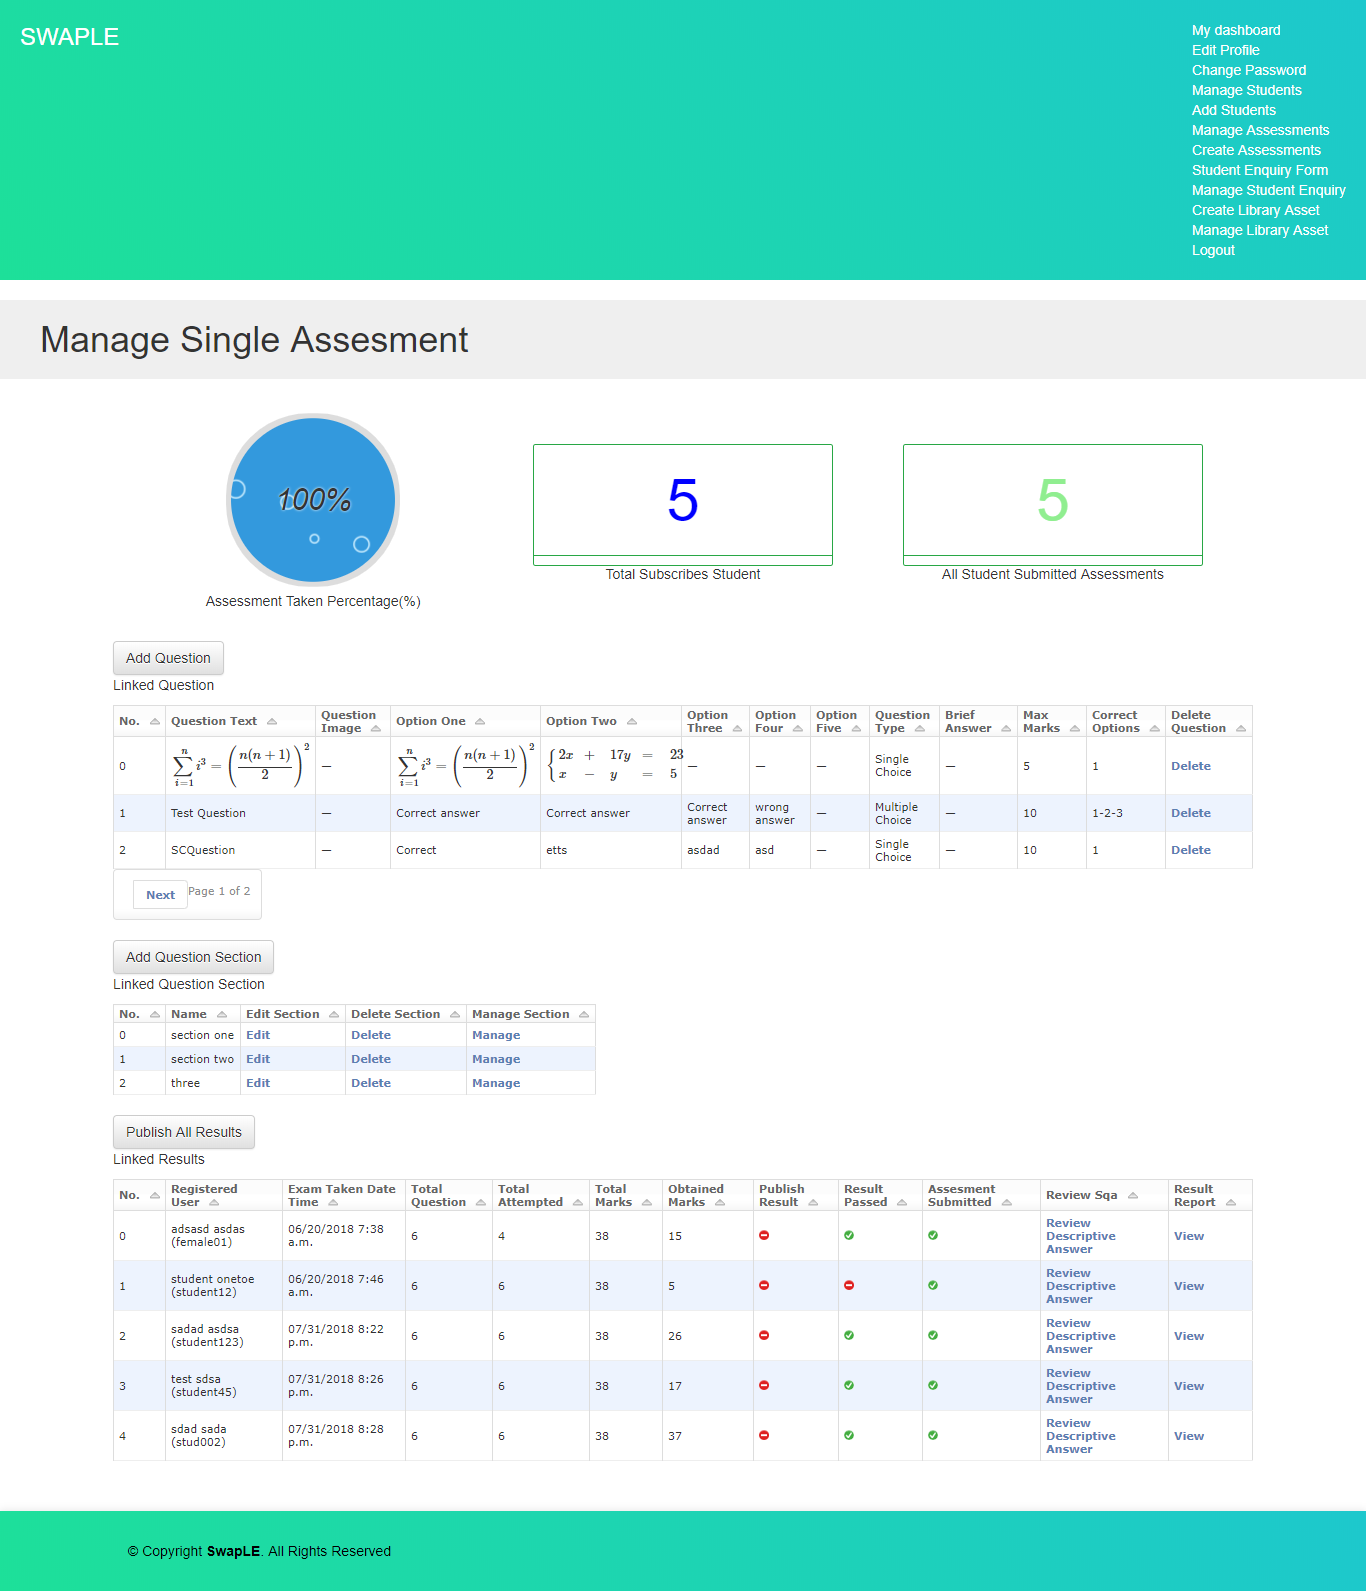 SWAPLE
My dashboard
Edit Profile
Change Password
Manage Students
Add Students
Manage Assessments
Create Assessments
Student Enquiry Form
Manage Student Enquiry
Create Library Asset
Manage Library Asset
Logout
Manage Single Assesment
100%
Assessment Taken Percentage(%)
5
Total Subscribes Student
5
All Student Submitted Assessments
Add Question
Linked Question
No. Question Text Question Image Option One Option Two Option Three Option Four Option Five Question Type Brief Answer Max Marks Correct Options Delete Question
0 \sum_{i=1}^{n} i^3 = \left(\frac{n(n+1)}{2}\right)^2 — \sum_{i=1}^{n} i^3 = \left(\frac{n(n+1)}{2}\right)^2 { 2x + 17y = 23 x − y = 5 — — — Single Choice — 5 1 Delete
1 Test Question — Correct answer Correct answer Correct answer wrong answer — Multiple Choice — 10 1-2-3 Delete
2 SCQuestion — Correct etts asdad asd — Single Choice — 10 1 Delete
Next Page 1 of 2
Add Question Section
Linked Question Section
No. Name Edit Section Delete Section Manage Section
0 section one Edit Delete Manage
1 section two Edit Delete Manage
2 three Edit Delete Manage
Publish All Results
Linked Results
No. Registered User Exam Taken Date Time Total Question Total Attempted Total Marks Obtained Marks Publish Result Result Passed Assesment Submitted Review Sqa Result Report
0 adsasd asdas (female01) 06/20/2018 7:38 a.m. 6 4 38 15 Review Descriptive Answer View
1 student onetoe (student12) 06/20/2018 7:46 a.m. 6 6 38 5 Review Descriptive Answer View
2 sadad asdsa (student123) 07/31/2018 8:22 p.m. 6 6 38 26 Review Descriptive Answer View
3 test sdsa (student45) 07/31/2018 8:26 p.m. 6 6 38 17 Review Descriptive Answer View
4 sdad sada (stud002) 07/31/2018 8:28 p.m. 6 6 38 37 Review Descriptive Answer View
© Copyright SwapLE. All Rights Reserved